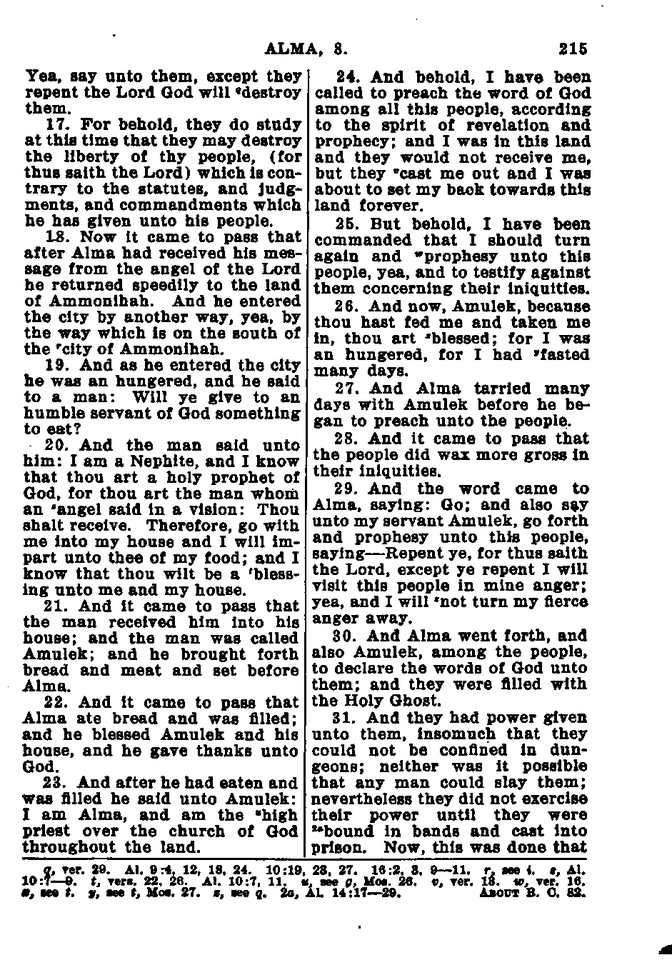 ALMA, 8. 215
Yea, say unto them, except they
repent the Lord God will qdestroy
them.
17. For behold, they do study
at this time that they may destroy
the liberty of thy people, (for
thus saith the Lord) which is con-
trary to the statutes, and judg-
ments, and commandments which
he has given unto his people.
18. Now it came to pass that
after Alma had received his mes-
sage from the angel of the Lord
he returned speedily to the land
of Ammonihah. And he entered
the city by another way, yea, by
the way which is on the south of
the rcity of Ammonihah.
19. And as he entered the city
he was an hungered, and he said
to a man: Will ye give to an
humble servant of God something
to eat?
20. And the man said unto
him: I am a Nephite, and I know
that thou art a holy prophet of
God, for thou art the man whom
an sangel said in a vision: Thou
shalt receive. Therefore, go with
me into my house and I will im-
part unto thee of my food; and I
know that thou wilt be a tbless-
ing unto me and my house.
21. And it came to pass that
the man received him into his
house; and the man was called
Amulek; and he brought forth
bread and meat and set before
Alma.
22. And it came to pass that
Alma ate bread and was filled;
and he blessed Amulek and his
house, and he gave thanks unto
God.
23. And after he had eaten and
was filled he said unto Amulek:
I am Alma, and am the uhigh
priest over the church of God
throughout the land.
24. And behold, I have been
called to preach the word of God
among all this people, according
to the spirit of revelation and
prophecy; and I was in this land
and they would not receive me,
but they vcast me out and I was
about to set my back towards this
land forever.
25. But behold, I have been
commanded that I should turn
again and wprophesy unto this
people, yea, and to testify against
them concerning their iniquities.
26. And now, Amulek, because
thou hast fed me and taken me
in, thou art xblessed; for I was
an hungered, for I had yfasted
many days.
27. And Alma tarried many
days with Amulek before he be-
gan to preach unto the people.
28. And it came to pass that
the people did wax more gross in
their iniquities.
29. And the word came to
Alma, saying: Go; and also say
unto my servant Amulek, go forth
and prophesy unto this people,
saying—Repent ye, for thus saith
the Lord, except ye repent I will
visit this people in mine anger;
yea, and I will znot turn my fierce
anger away.
30. And Alma went forth, and
also Amulek, among the people,
to declare the words of God unto
them; and they were filled with
the Holy Ghost.
31. And they had power given
unto them, insomuch that they
could not be confined in dun-
geons; neither was it possible
that any man could slay them;
nevertheless they did not exercise
their power until they were
2abound in bands and cast into
prison. Now, this was done that
q, ver. 29. Al. 9:4, 12, 18, 24. 10:19, 23, 27. 16:2, 3, 9—11. r, see i. s, Al.
10:7—9. t, vers. 22, 26. Al. 10:7, 11. u, see g, Mos. 26. v, ver. 13. w, ver. 16.
x, see t. y, see t, Mos. 27. z, see q. 2a, Al. 14:17—29. ABOUT B. C. 82.